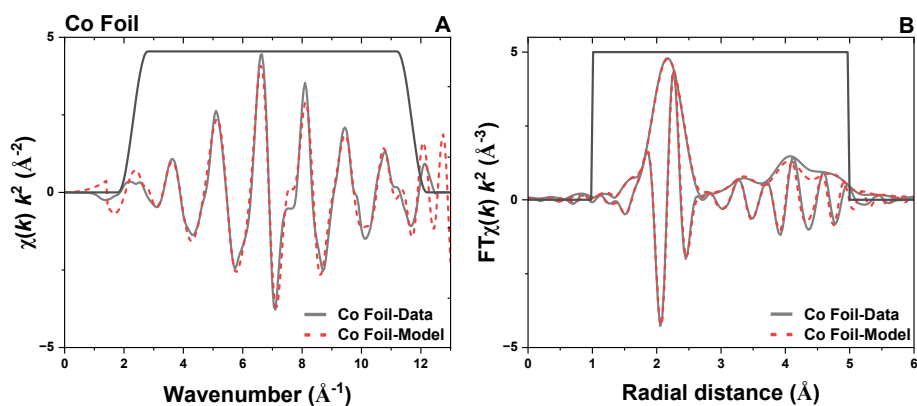 Co Foil A
5
0
−5
χ(k) k² (Å⁻²)
0 2 4 6 8 10 12
Wavenumber (Å⁻¹)
Co Foil-Data
Co Foil-Model
B
5
0
−5
FTχ(k) k² (Å⁻³)
0 1 2 3 4 5 6
Radial distance (Å)
Co Foil-Data
Co Foil-Model